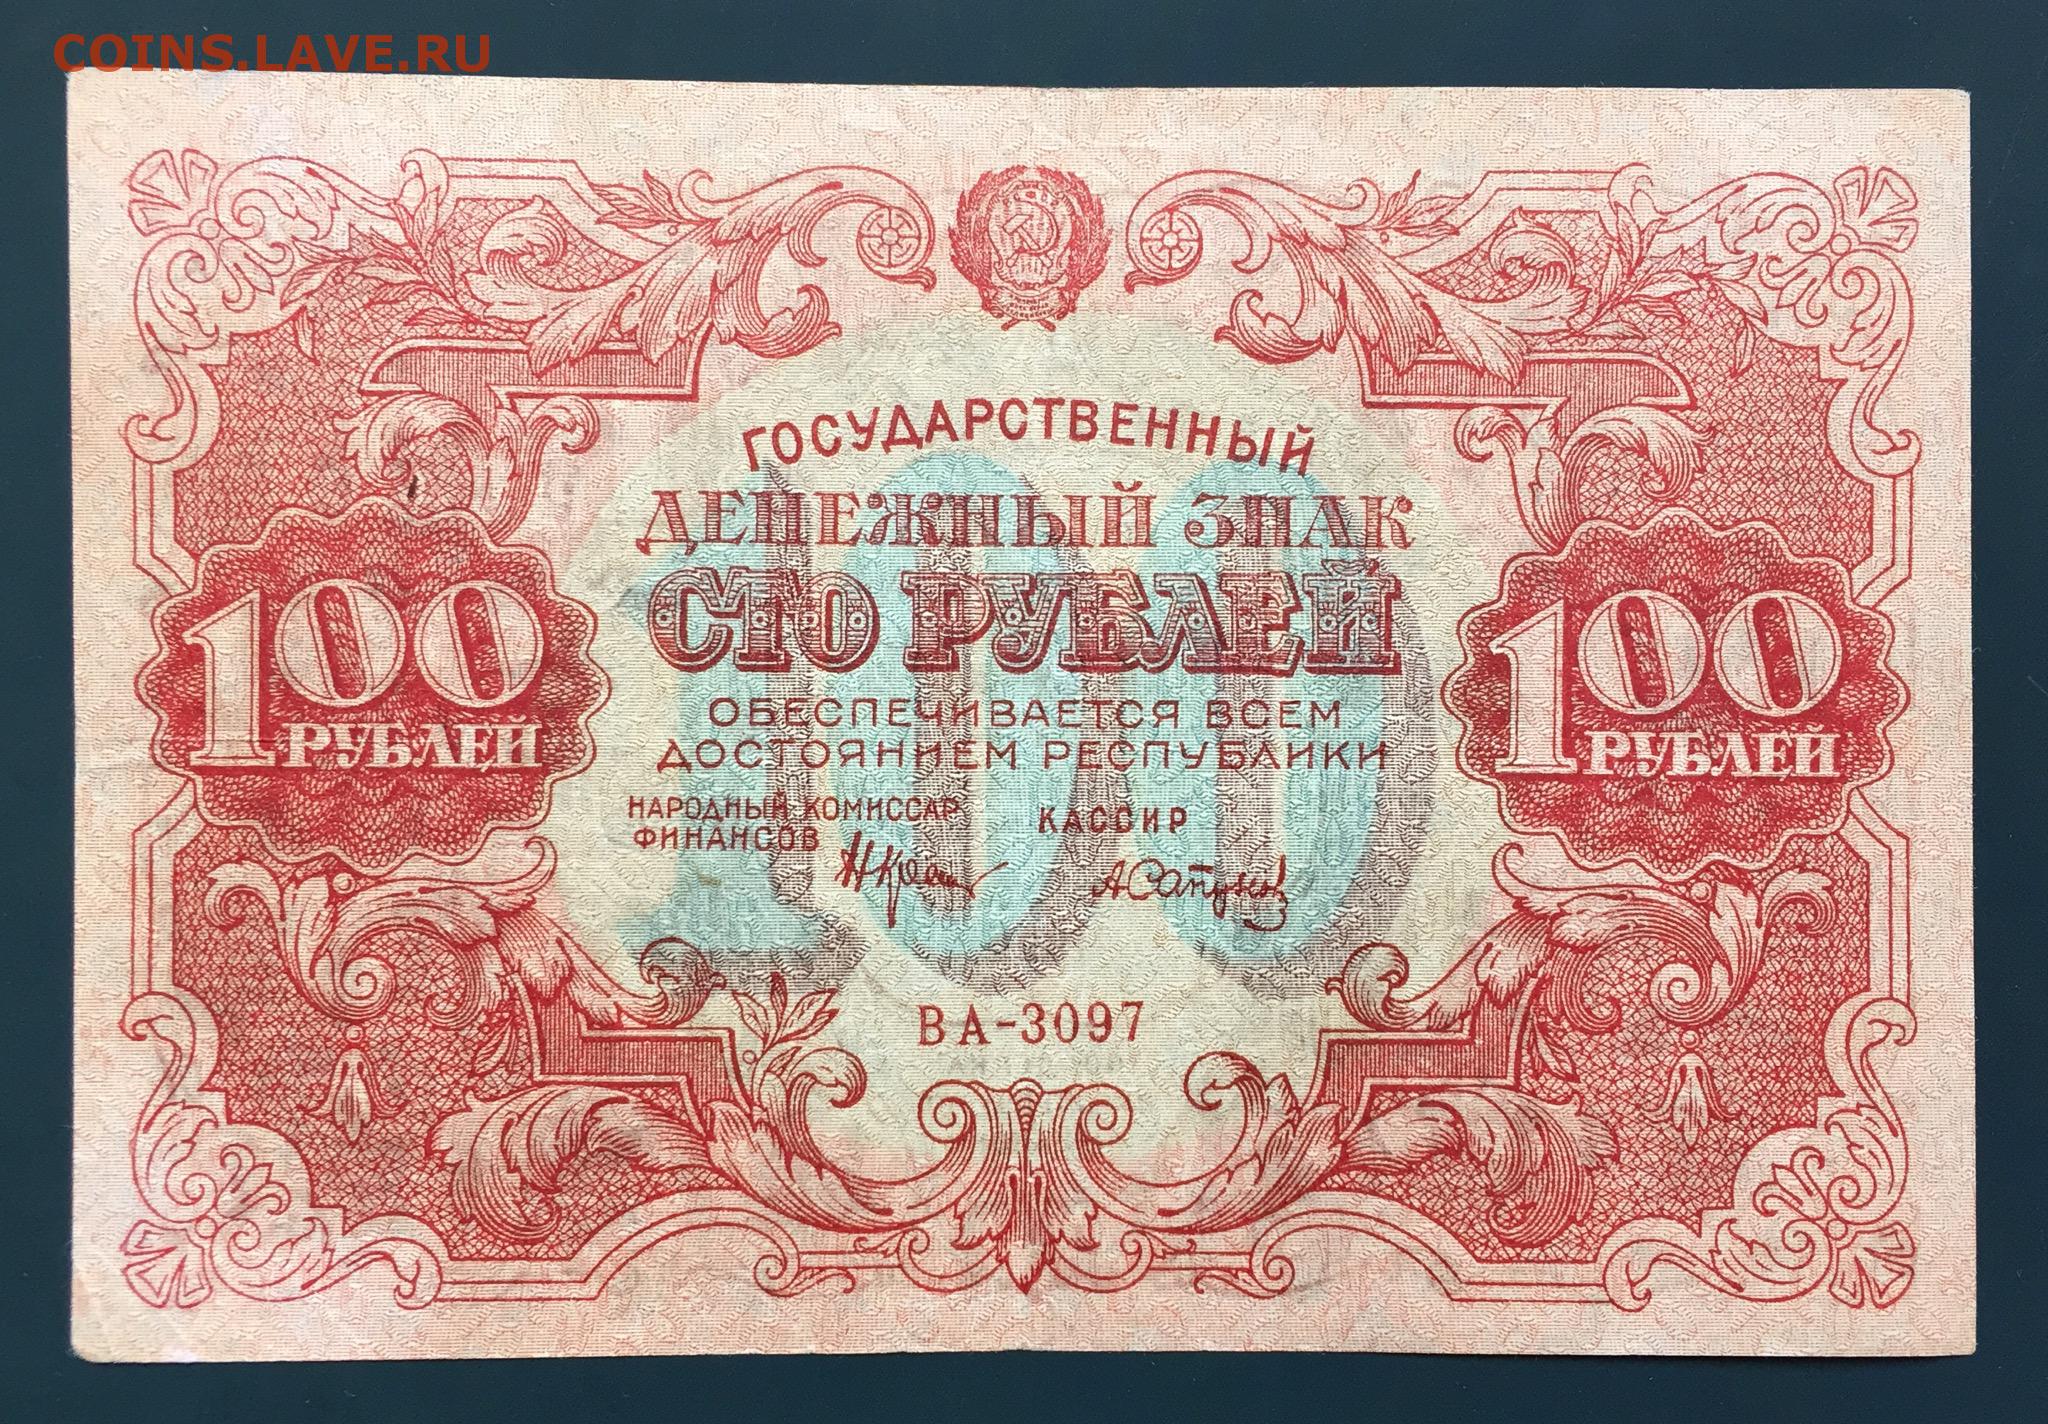 COINS.LAVE.RU
ГОСУДАРСТВЕННЫЙ
ДЕНЕЖНЫЙ ЗНАК
СТО РУБЛЕЙ
100
РУБЛЕЙ
100
100
РУБЛЕЙ
ОБЕСПЕЧИВАЕТСЯ ВСЕМ
ДОСТОЯНИЕМ РЕСПУБЛИКИ
НАРОДНЫЙ КОМИССАР
ФИНАНСОВ
КАССИР
ВА-3097